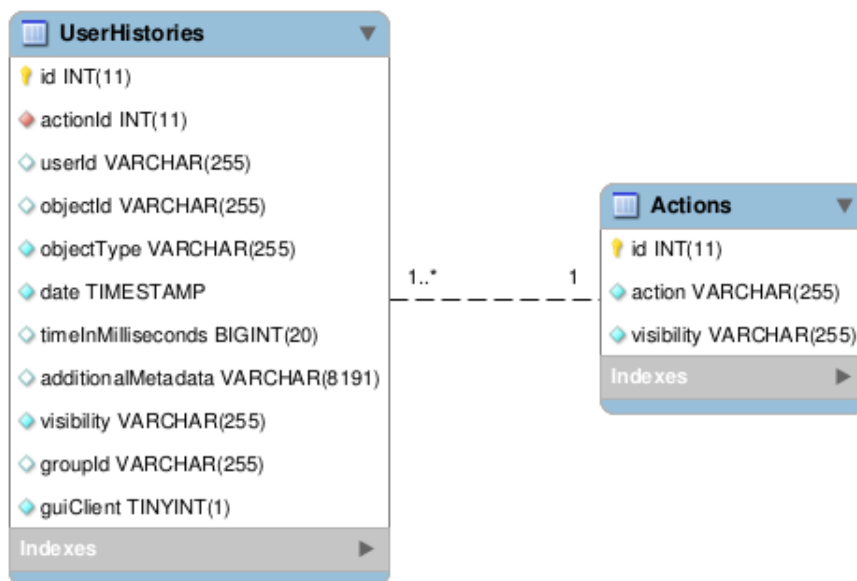 UserHistories
id INT(11)
actionId INT(11)
userId VARCHAR(255)
objectId VARCHAR(255)
objectType VARCHAR(255)
date TIMESTAMP
timeInMilliseconds BIGINT(20)
additionalMetadata VARCHAR(8191)
visibility VARCHAR(255)
groupId VARCHAR(255)
guiClient TINYINT(1)
Indexes
1..*
1
Actions
id INT(11)
action VARCHAR(255)
visibility VARCHAR(255)
Indexes